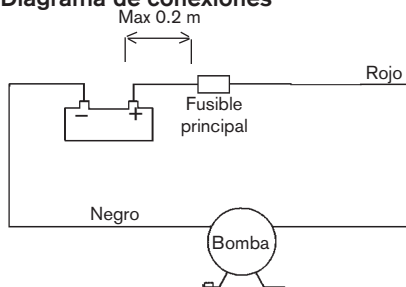 Diagrama de conexiones
Max 0.2 m
Rojo
− +
Fusible
principal
Negro
Bomba